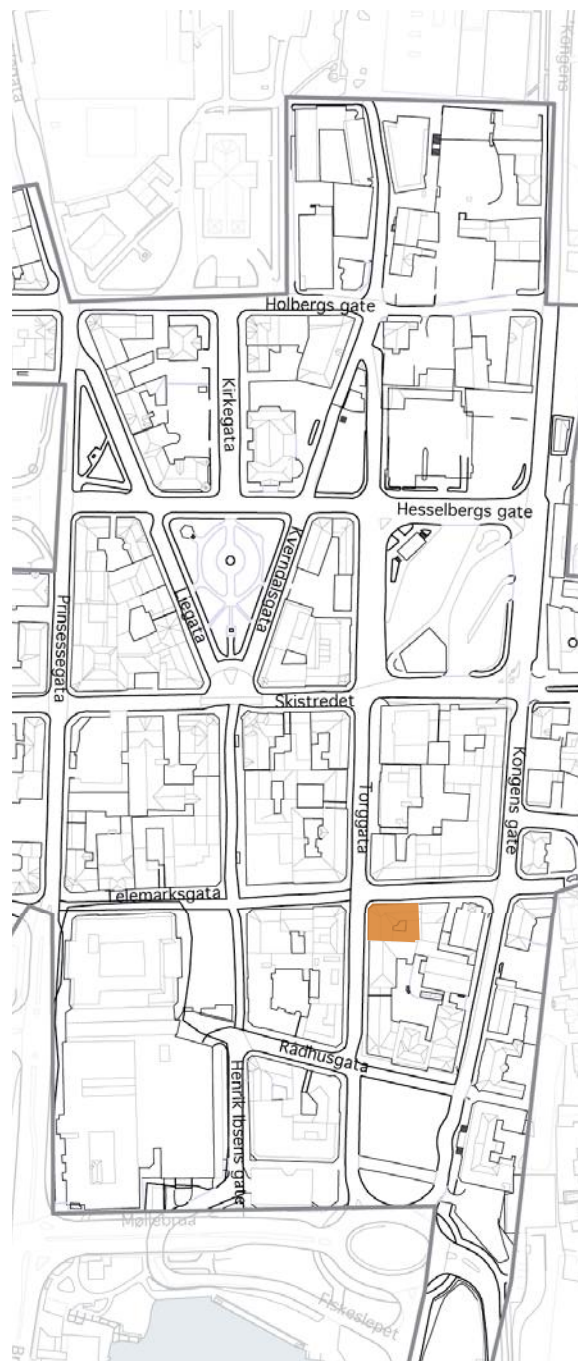 Kongens
Holbergs gate
Kirkegata
Hesselbergs gate
Kverndalsgata
Liegata
Prinsessegata
Skistredet
Torggata
Kongens gate
Telemarksgata
Rådhusgata
Henrik Ibsens gate
Møllebrua
Fiskeslepet